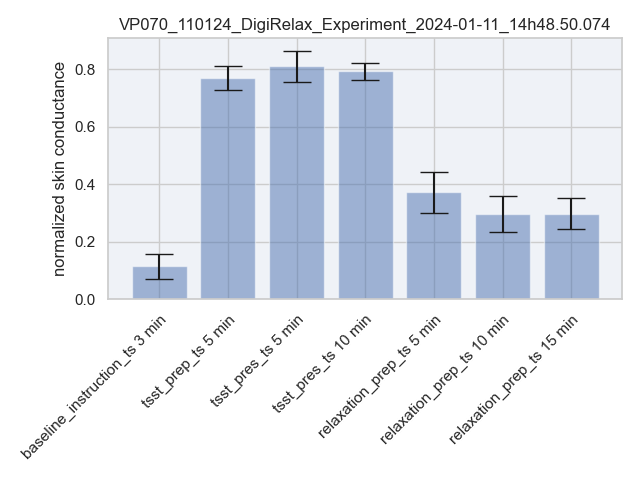 VP070_110124_DigiRelax_Experiment_2024-01-11_14h48.50.074
normalized skin conductance
0.8
0.6
0.4
0.2
0.0
baseline_instruction_ts 3 min
tsst_prep_ts 5 min
tsst_pres_ts 5 min
tsst_pres_ts 10 min
relaxation_prep_ts 5 min
relaxation_prep_ts 10 min
relaxation_prep_ts 15 min